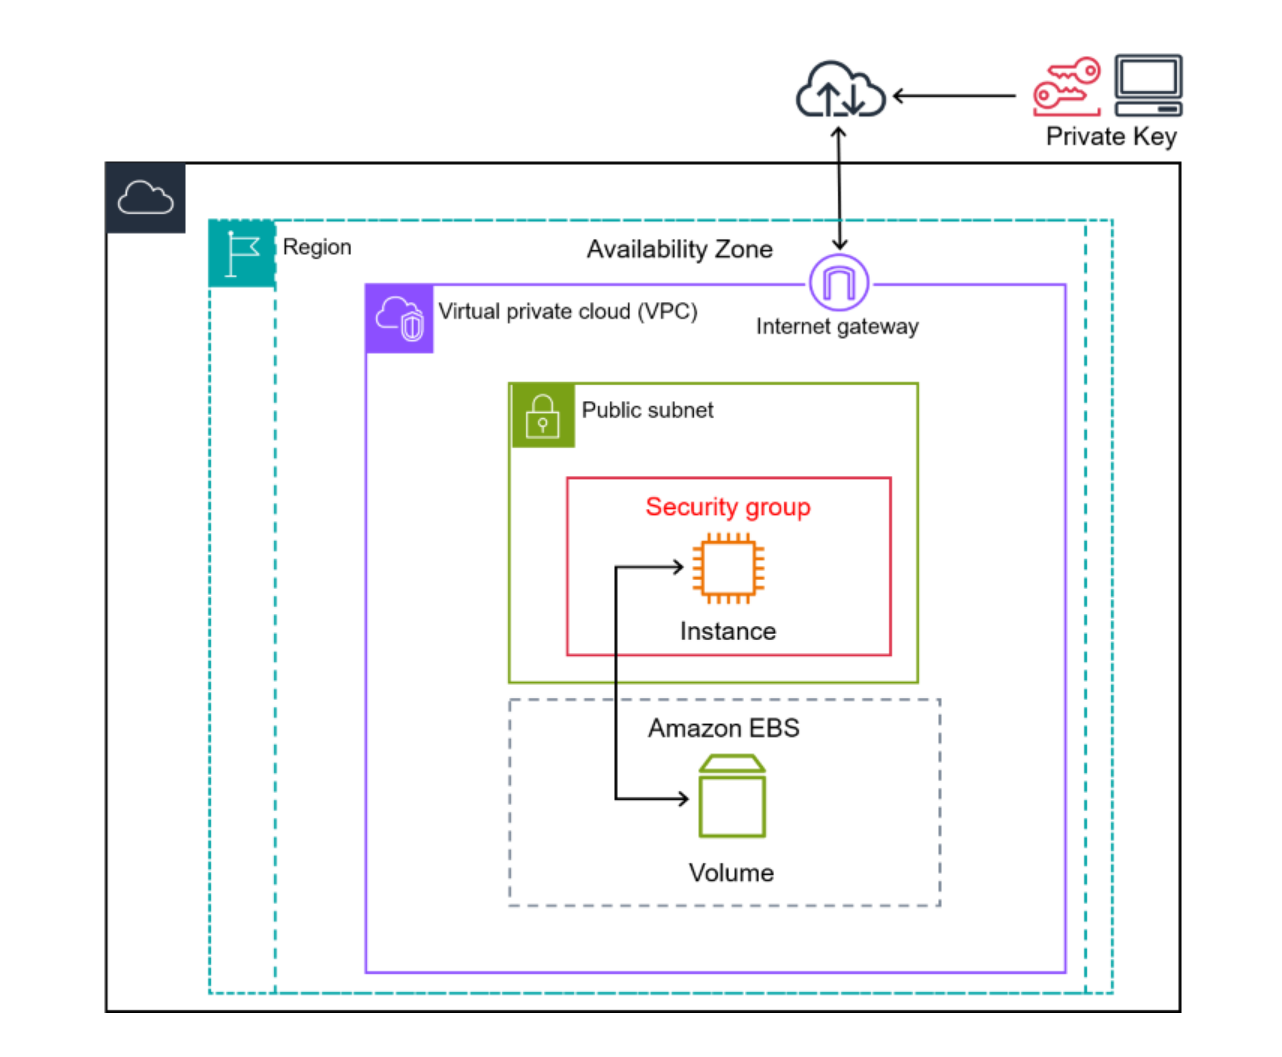 Private Key
Region
Availability Zone
Virtual private cloud (VPC)
Internet gateway
Public subnet
Security group
Instance
Amazon EBS
Volume